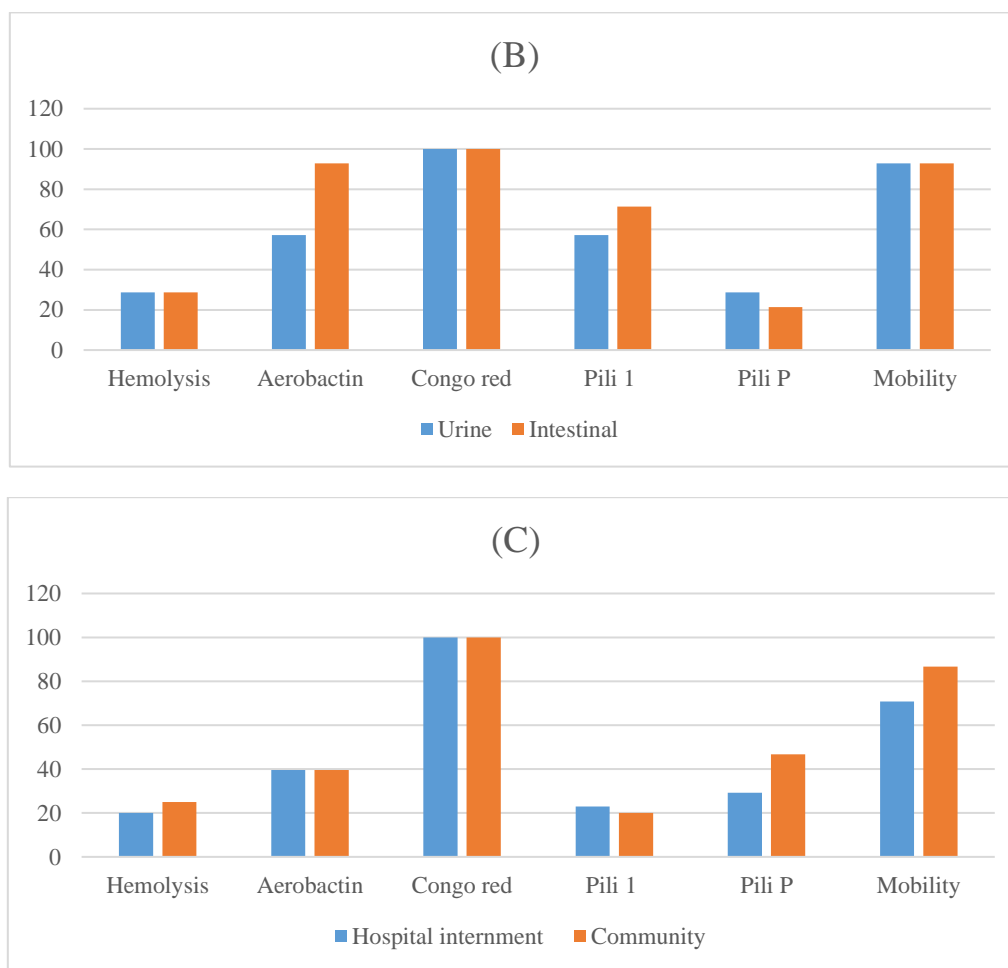 (B)
120
100
80
60
40
20
0
Hemolysis Aerobactin Congo red Pili 1 Pili P Mobility
Urine Intestinal
(C)
120
100
80
60
40
20
0
Hemolysis Aerobactin Congo red Pili 1 Pili P Mobility
Hospital internment Community